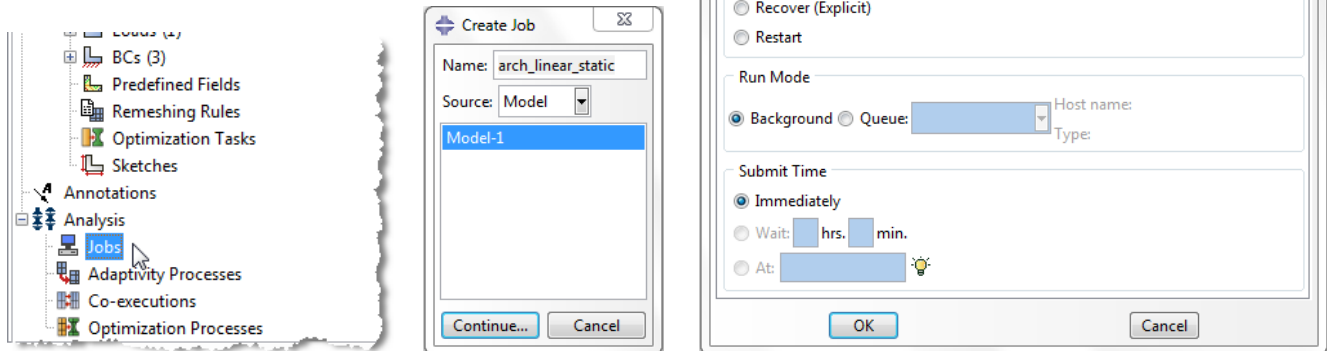 Loads (1)
BCs (3)
Predefined Fields
Remeshing Rules
Optimization Tasks
Sketches
Annotations
Analysis
Jobs
Adaptivity Processes
Co-executions
Optimization Processes
Create Job
Name: arch_linear_static
Source: Model
Model-1
Continue... Cancel
Recover (Explicit)
Restart
Run Mode
Background Queue: Host name:
Type:
Submit Time
Immediately
Wait: hrs. min.
At:
OK Cancel